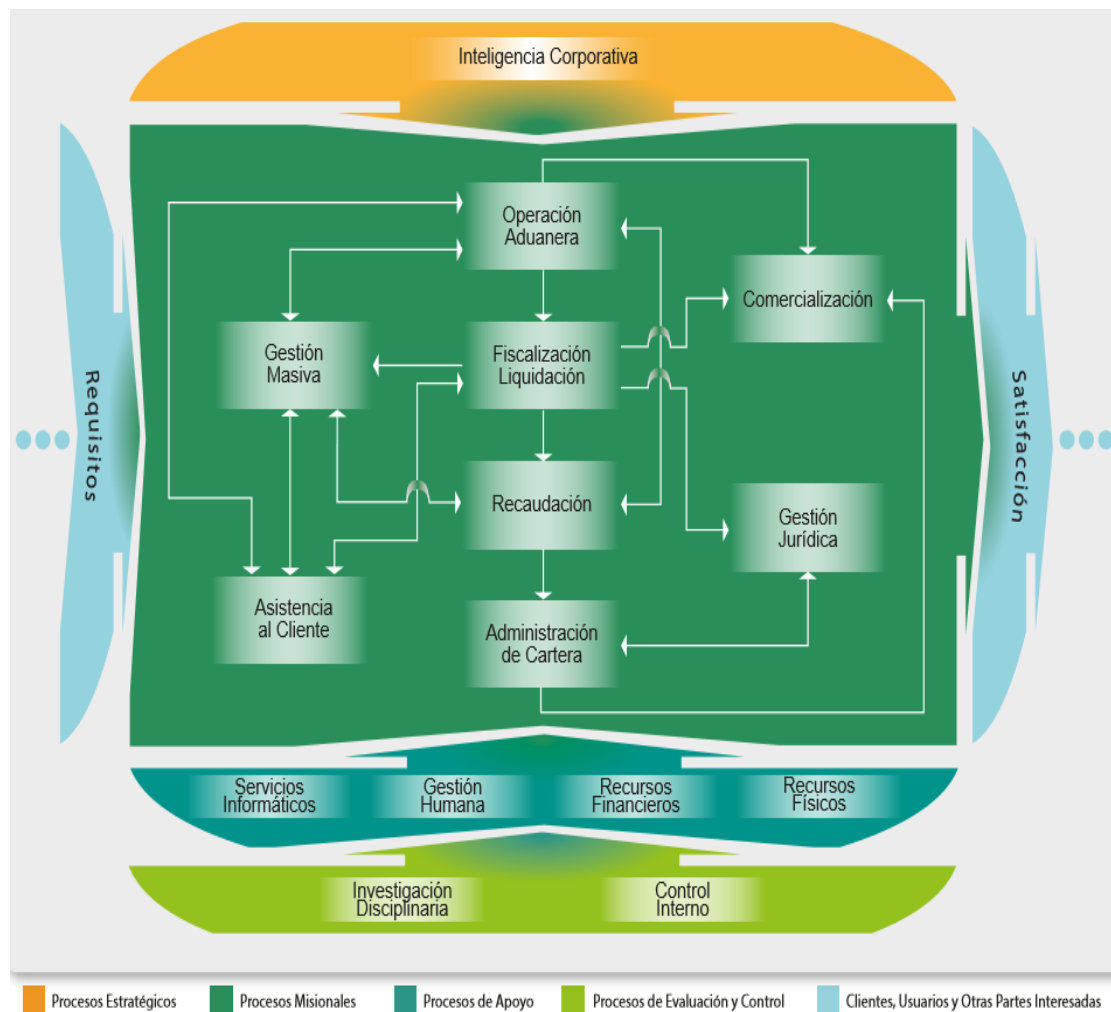 Inteligencia Corporativa
Operación
Aduanera
Comercialización
Gestión
Masiva
Fiscalización
Liquidación
Requisitos
Satisfacción
Recaudación
Gestión
Jurídica
Asistencia
al Cliente
Administración
de Cartera
Servicios
Informáticos
Gestión
Humana
Recursos
Financieros
Recursos
Físicos
Investigación
Disciplinaria
Control
Interno
Procesos Estratégicos
Procesos Misionales
Procesos de Apoyo
Procesos de Evaluación y Control
Clientes, Usuarios y Otras Partes Interesadas